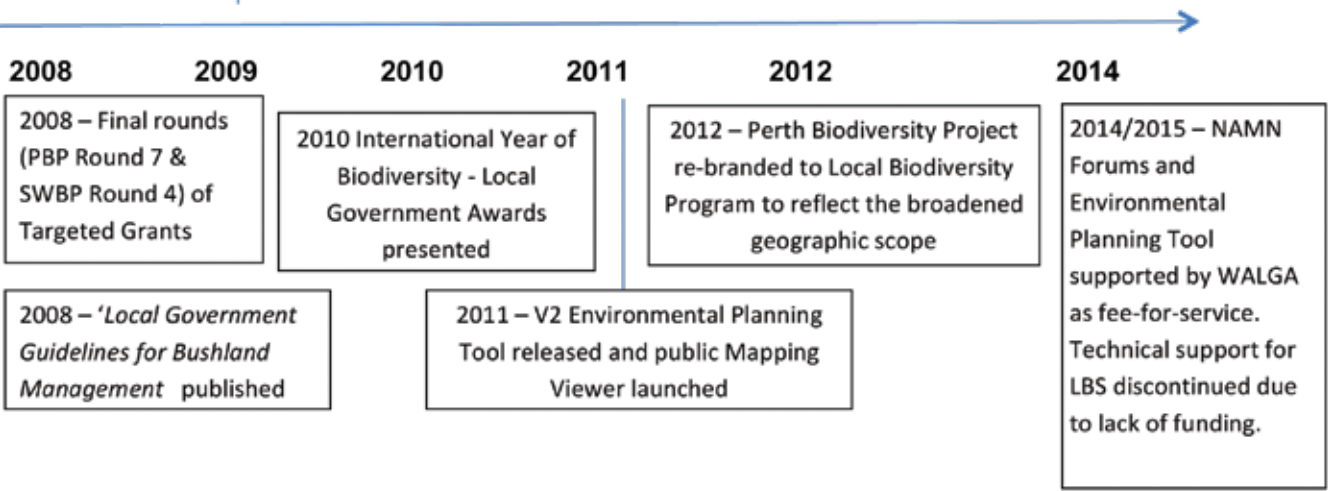 2008 2009 2010 2011 2012 2014
2008 – Final rounds
(PBP Round 7 &
SWBP Round 4) of
Targeted Grants
2010 International Year of
Biodiversity - Local
Government Awards
presented
2012 – Perth Biodiversity Project
re-branded to Local Biodiversity
Program to reflect the broadened
geographic scope
2014/2015 – NAMN
Forums and
Environmental
Planning Tool
supported by WALGA
as fee-for-service.
Technical support for
LBS discontinued due
to lack of funding.
2008 – ‘Local Government
Guidelines for Bushland
Management published
2011 – V2 Environmental Planning
Tool released and public Mapping
Viewer launched